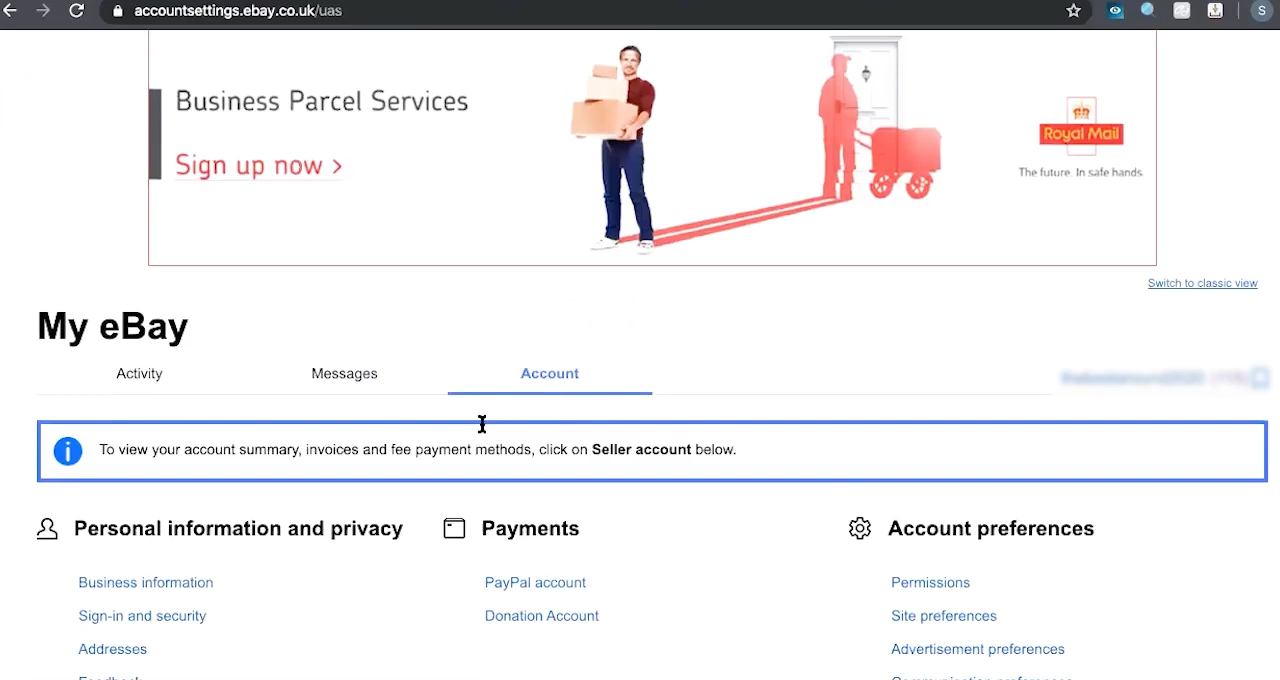 accountsettings.ebay.co.uk/uas
S
Business Parcel Services
Sign up now >
Royal Mail
The future. In safe hands.
Switch to classic view
My eBay
Activity
Messages
Account
To view your account summary, invoices and fee payment methods, click on Seller account below.
Personal information and privacy
Business information
Sign-in and security
Addresses
Payments
PayPal account
Donation Account
Account preferences
Permissions
Site preferences
Advertisement preferences